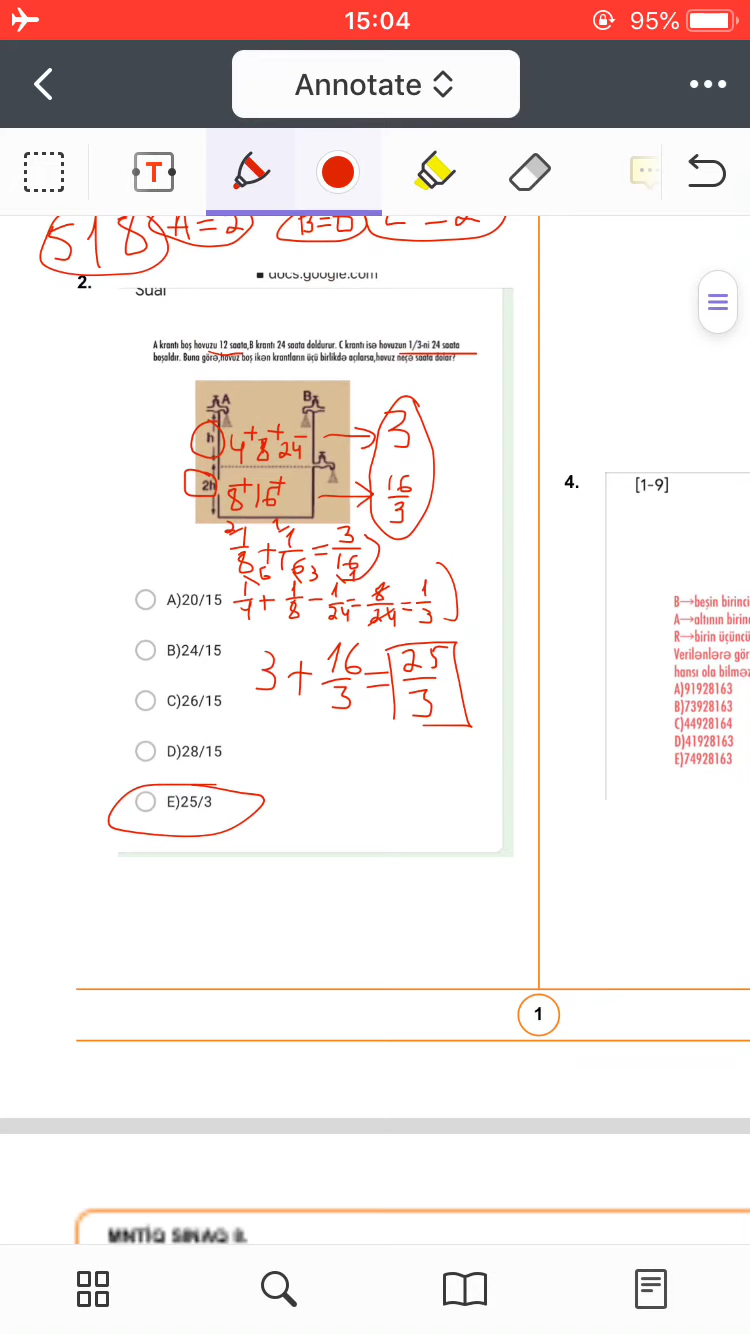 15:04
95%
Annotate
T
518 A=2 B=0
2.
docs.google.com
Sual
A krantı boş hovuzu 12 saata,B krantı 24 saata doldurur. C krantı isə hovuzun 1/3-ni 24 saata
boşaldır. Buna görə,hovuz boş ikən krantların üçü birlikdə açılarsa,hovuz neçə saata dolar?
A B
h 4+ 8+ 24- → 3
2h 8+ 16+ → 16/3
1/8 + 1/16 = 3/16
1/4 + 1/8 - 1/24 = 8/24 = 1/3
3 + 16/3 = 25/3
A)20/15
B)24/15
C)26/15
D)28/15
E)25/3
4.
[1-9]
B→beşin birinci
A→altının birin
R→birin üçüncü
Verilənlərə gör
hansı ola bilməz
A)91928163
B)73928163
C)44928164
D)41928163
E)74928163
1
MNTİQ SINAQ 8.